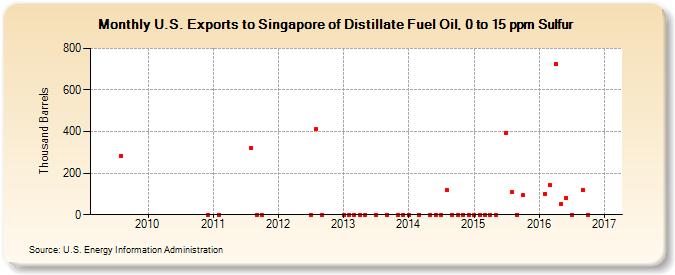 Monthly U.S. Exports to Singapore of Distillate Fuel Oil, 0 to 15 ppm Sulfur
Thousand Barrels
800
600
400
200
0
2010 2011 2012 2013 2014 2015 2016 2017
Source: U.S. Energy Information Administration